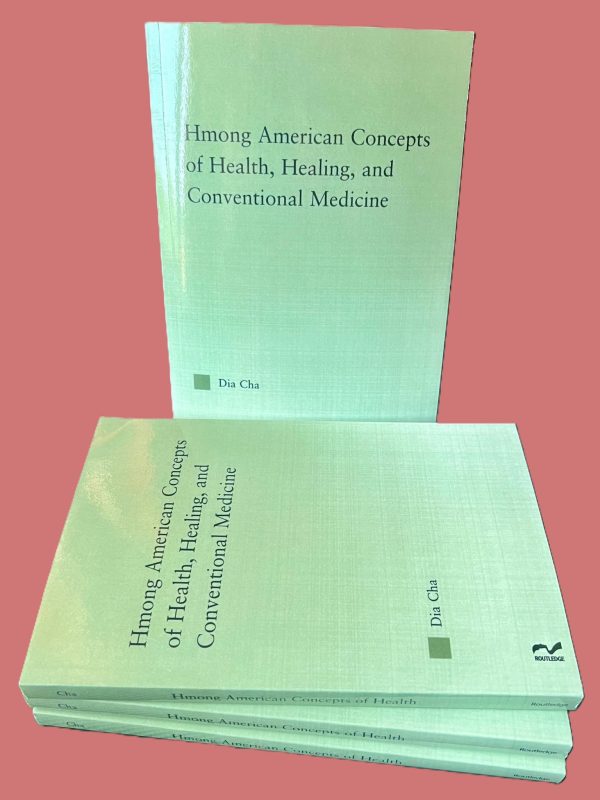 Hmong American Concepts
of Health, Healing, and
Conventional Medicine
Dia Cha
Hmong American Concepts
of Health, Healing, and
Conventional Medicine
Dia Cha
ROUTLEDGE
Cha
Hmong American Concepts of Health
Routledge
Cha
Hmong American Concepts of Health
Routledge
Cha
Hmong American Concepts of Health
Routledge